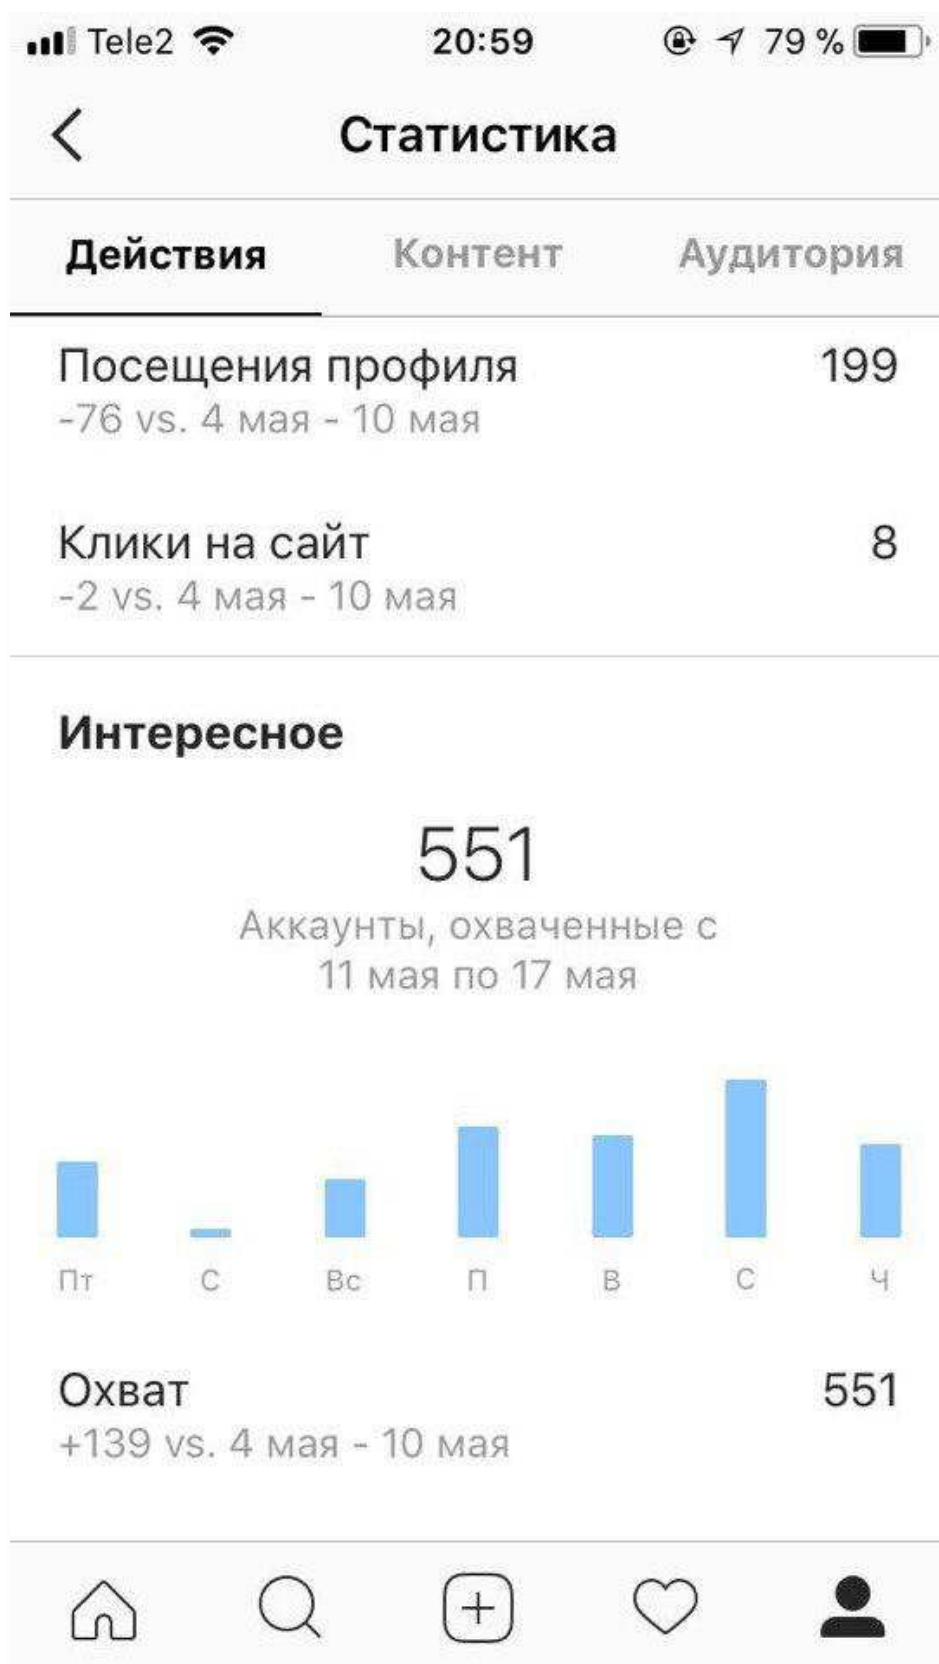 Tele2 20:59 79 %
Статистика
Действия Контент Аудитория
Посещения профиля 199
-76 vs. 4 мая - 10 мая
Клики на сайт 8
-2 vs. 4 мая - 10 мая
Интересное
551
Аккаунты, охваченные с
11 мая по 17 мая
Пт С Вс П В С Ч
Охват 551
+139 vs. 4 мая - 10 мая